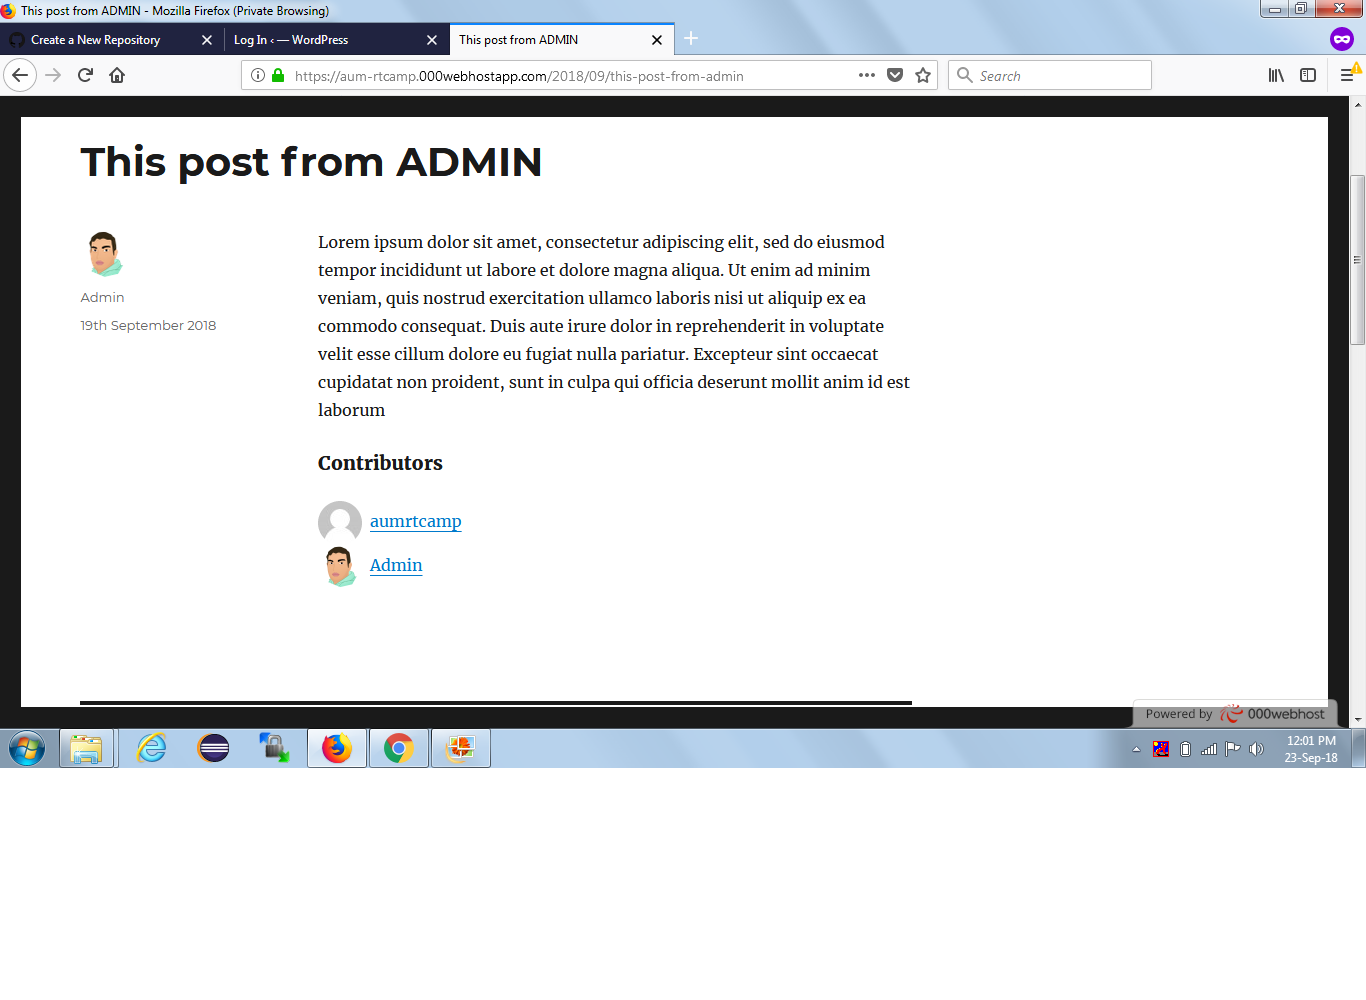 This post from ADMIN - Mozilla Firefox (Private Browsing)
Create a New Repository
Log In ‹ — WordPress
This post from ADMIN
https://aum-rtcamp.000webhostapp.com/2018/09/this-post-from-admin
Search
This post from ADMIN
Admin
19th September 2018
Lorem ipsum dolor sit amet, consectetur adipiscing elit, sed do eiusmod
tempor incididunt ut labore et dolore magna aliqua. Ut enim ad minim
veniam, quis nostrud exercitation ullamco laboris nisi ut aliquip ex ea
commodo consequat. Duis aute irure dolor in reprehenderit in voluptate
velit esse cillum dolore eu fugiat nulla pariatur. Excepteur sint occaecat
cupidatat non proident, sunt in culpa qui officia deserunt mollit anim id est
laborum
Contributors
aumrtcamp
Admin
Powered by 000webhost
12:01 PM
23-Sep-18